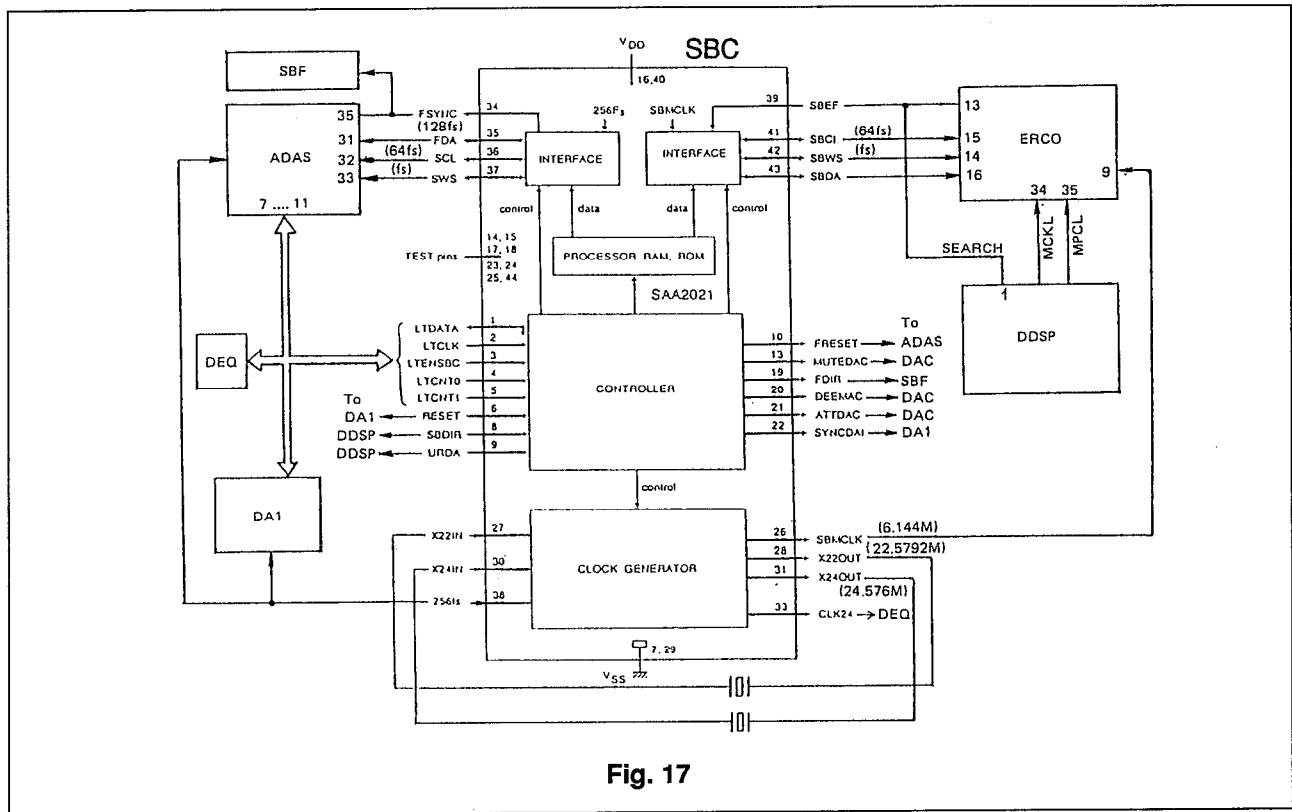 V_DD
SBC
16,40
SBF
ADAS
35
31
32
33
7 .... 11
FSYNC
(128fs)
FDA
(64fs) SCL
(fs) SWS
34
35
36
37
256Fs
SBMCLK
INTERFACE
INTERFACE
39
41
42
43
SBEF
SBCI (64fs)
SBWS (fs)
SBDA
13
15
14
16
ERCO
9
34 35
MCKL
MPCL
control
data
data
control
TEST pins
14, 15
17, 18
23, 24
25, 44
PROCESSOR RAM, ROM
SAA2021
SEARCH
1
DDSP
DEQ
LTDATA 1
LTCLK 2
LTENSBC 3
LTCNT0 4
LTCNT1 5
To
DA1 RESET 6
DDSP SBDIR 8
DDSP URDA 9
CONTROLLER
To
10 FRESET ADAS
13 MUTEDAC DAC
19 FDIR SBF
20 DEEMAC DAC
21 ATTDAC DAC
22 SYNCDAI DA1
control
DA1
X22IN 27
X24IN 30
256fs 38
CLOCK GENERATOR
26 SBMCLK (6.144M)
28 X22OUT (22.5792M)
31 X24OUT
(24.576M)
33 CLK24 DEQ
7, 29
V_SS
Fig. 17